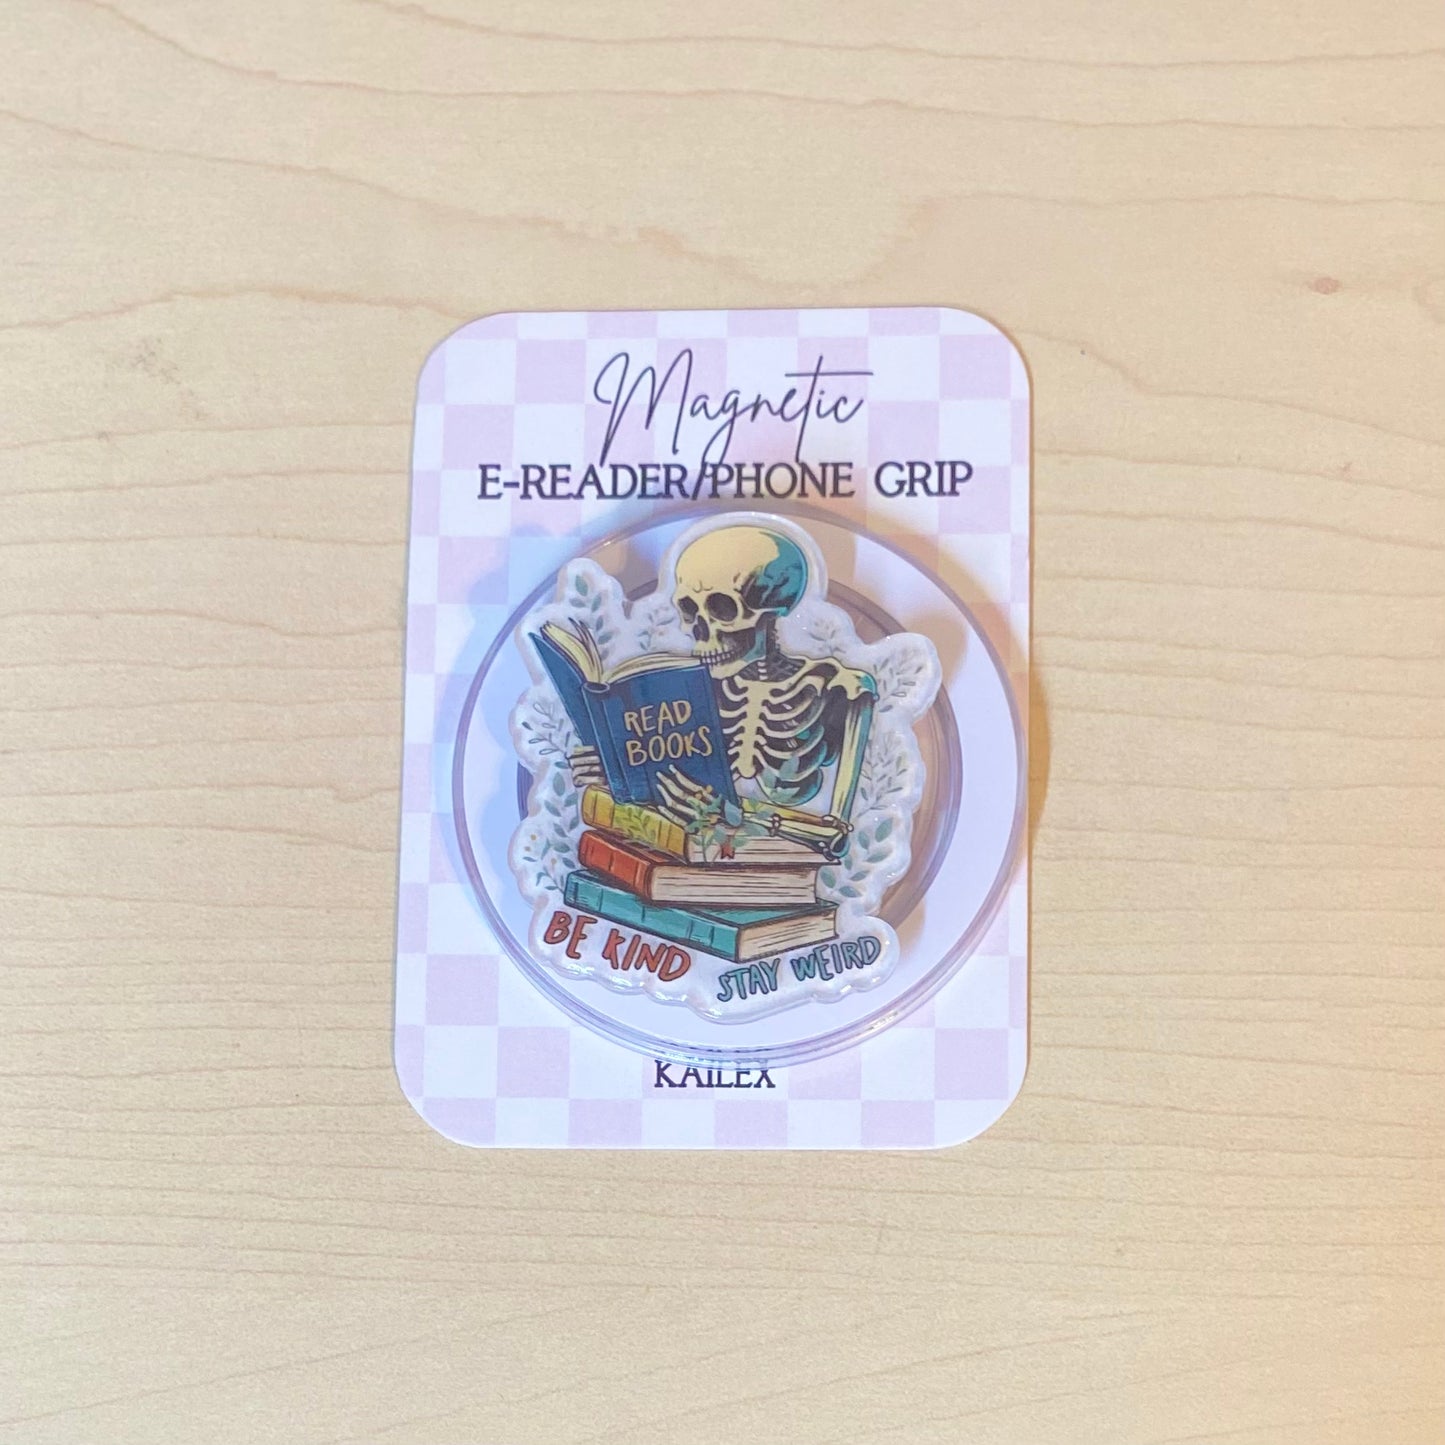 Magnetic
E-READER/PHONE GRIP
READ
BOOKS
BE KIND
STAY WEIRD
KAILEX